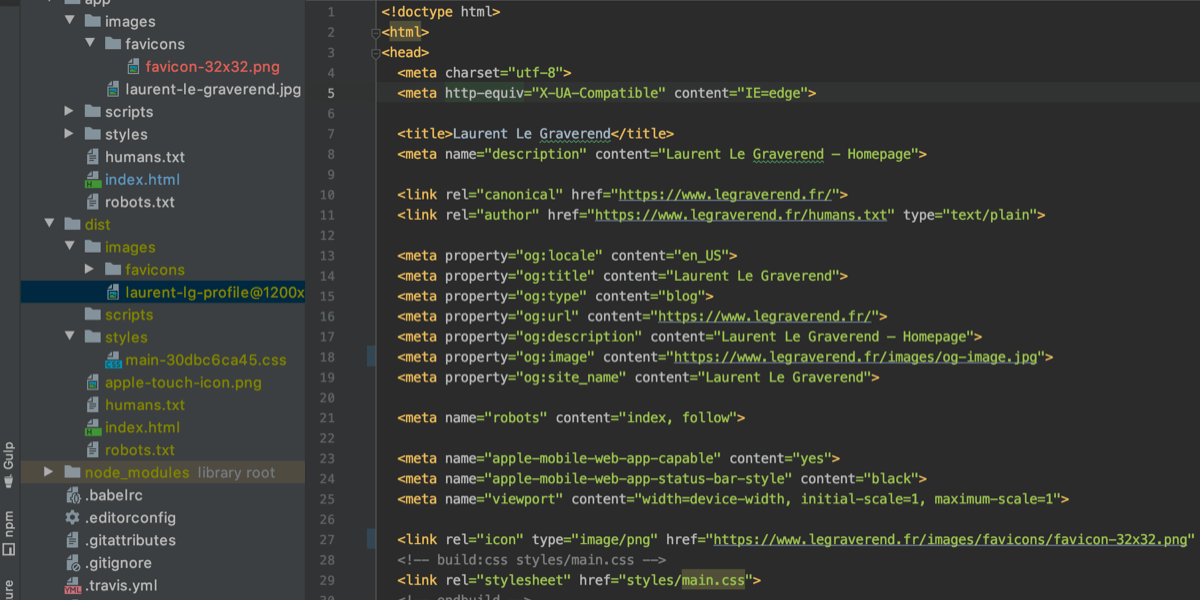 app
images
favicons
favicon-32x32.png
laurent-le-graverend.jpg
scripts
styles
humans.txt
index.html
robots.txt
dist
images
favicons
laurent-lg-profile@1200x
scripts
styles
main-30dbc6ca45.css
apple-touch-icon.png
humans.txt
index.html
robots.txt
node_modules library root
.babelrc
.editorconfig
.gitattributes
.gitignore
.travis.yml
Gulp
npm
1 <!doctype html>
2 <html>
3 <head>
4 <meta charset="utf-8">
5 <meta http-equiv="X-UA-Compatible" content="IE=edge">
6
7 <title>Laurent Le Graverend</title>
8 <meta name="description" content="Laurent Le Graverend – Homepage">
9
10 <link rel="canonical" href="https://www.legraverend.fr/">
11 <link rel="author" href="https://www.legraverend.fr/humans.txt" type="text/plain">
12
13 <meta property="og:locale" content="en_US">
14 <meta property="og:title" content="Laurent Le Graverend">
15 <meta property="og:type" content="blog">
16 <meta property="og:url" content="https://www.legraverend.fr/">
17 <meta property="og:description" content="Laurent Le Graverend – Homepage">
18 <meta property="og:image" content="https://www.legraverend.fr/images/og-image.jpg">
19 <meta property="og:site_name" content="Laurent Le Graverend">
20
21 <meta name="robots" content="index, follow">
22
23 <meta name="apple-mobile-web-app-capable" content="yes">
24 <meta name="apple-mobile-web-app-status-bar-style" content="black">
25 <meta name="viewport" content="width=device-width, initial-scale=1, maximum-scale=1">
26
27 <link rel="icon" type="image/png" href="https://www.legraverend.fr/images/favicons/favicon-32x32.png"
28 <!-- build:css styles/main.css -->
29 <link rel="stylesheet" href="styles/main.css">